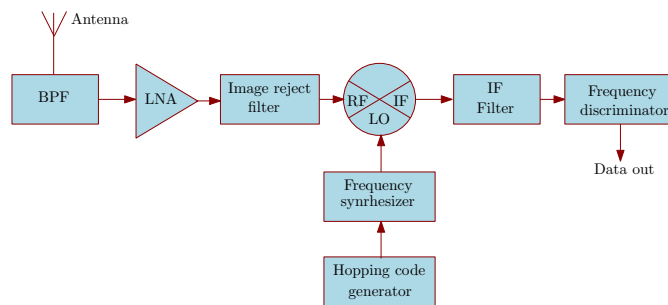 Antenna
BPF
LNA
Image reject
filter
RF
IF
LO
IF
Filter
Frequency
discriminator
Data out
Frequency
synrhesizer
Hopping code
generator